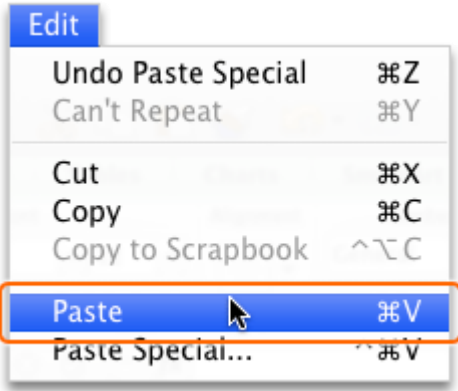 Edit
Undo Paste Special ⌘Z
Can't Repeat ⌘Y
Cut ⌘X
Copy ⌘C
Copy to Scrapbook ^⌥C
Paste ⌘V
Paste Special... ^⌘V